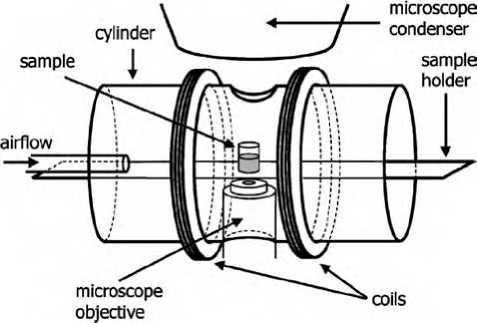 microscope
condenser
cylinder
sample
sample
holder
airflow
microscope
objective
coils